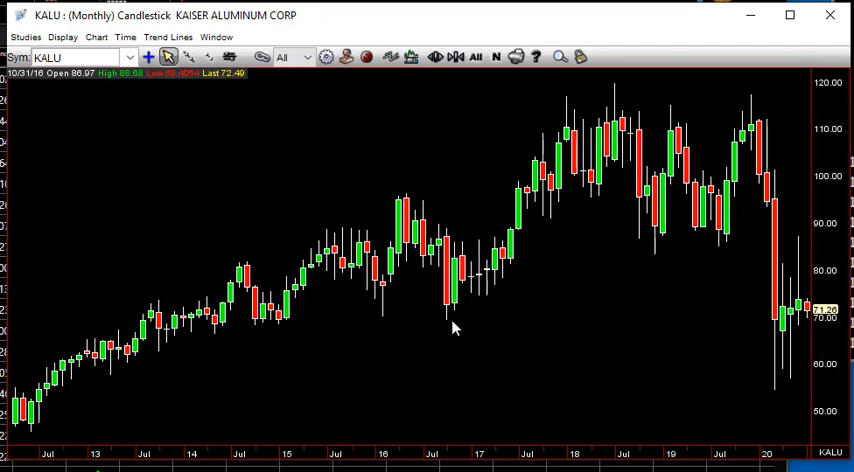 KALU : (Monthly) Candlestick KAISER ALUMINUM CORP
Studies Display Chart Time Trend Lines Window
Sym: KALU All All N ?
10/31/16 Open 86.97 High 88.68 Last 72.49
120.00
110.00
100.00
90.00
80.00
71.26
70.00
60.00
50.00
Jul 13 Jul 14 Jul 15 Jul 16 Jul 17 Jul 18 Jul 19 Jul 20 KALU